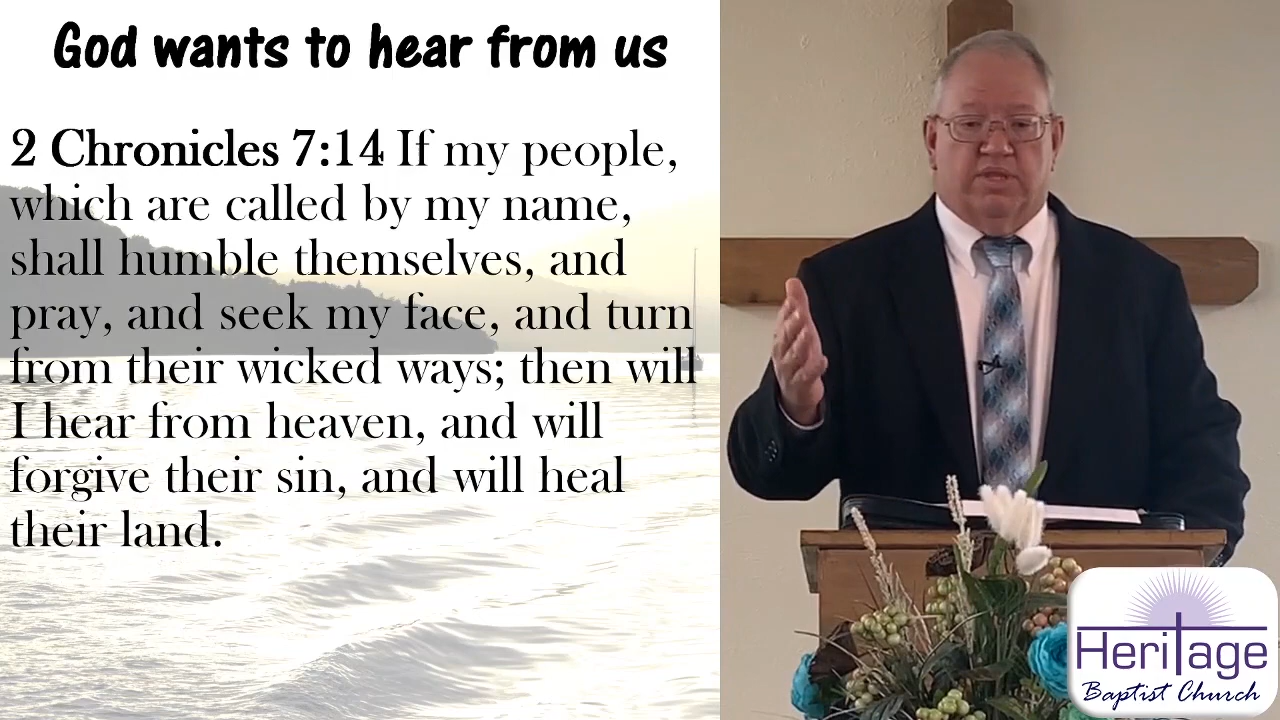 God wants to hear from us
2 Chronicles 7:14 If my people,
which are called by my name,
shall humble themselves, and
pray, and seek my face, and turn
from their wicked ways; then will
I hear from heaven, and will
forgive their sin, and will heal
their land.
Heritage
Baptist Church